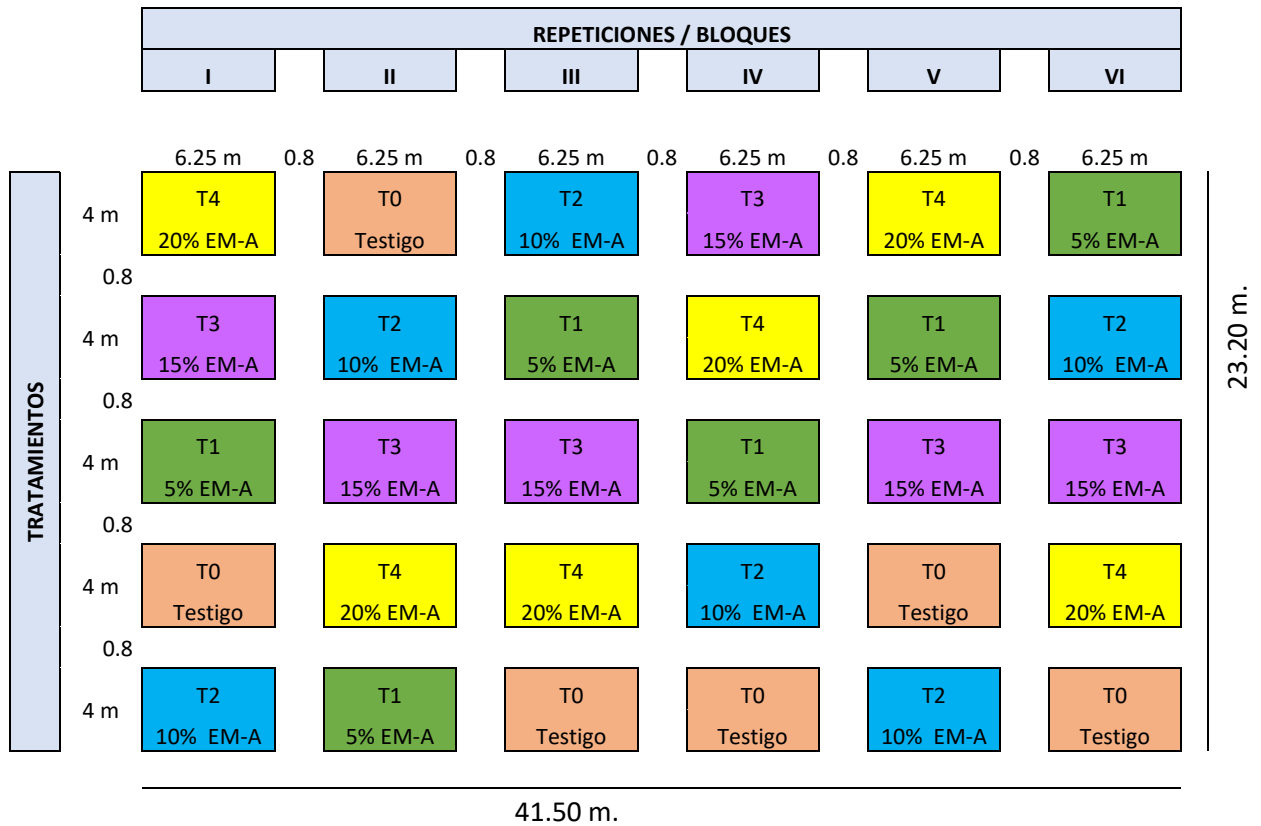 REPETICIONES / BLOQUES
I II III IV V VI
6.25 m 0.8 6.25 m 0.8 6.25 m 0.8 6.25 m 0.8 6.25 m 0.8 6.25 m
TRATAMIENTOS
4 m
T4 T0 T2 T3 T4 T1
20% EM-A Testigo 10% EM-A 15% EM-A 20% EM-A 5% EM-A
0.8
4 m
T3 T2 T1 T4 T1 T2
15% EM-A 10% EM-A 5% EM-A 20% EM-A 5% EM-A 10% EM-A
0.8
4 m
T1 T3 T3 T1 T3 T3
5% EM-A 15% EM-A 15% EM-A 5% EM-A 15% EM-A 15% EM-A
0.8
4 m
T0 T4 T4 T2 T0 T4
Testigo 20% EM-A 20% EM-A 10% EM-A Testigo 20% EM-A
0.8
4 m
T2 T1 T0 T0 T2 T0
10% EM-A 5% EM-A Testigo Testigo 10% EM-A Testigo
23.20 m.
41.50 m.